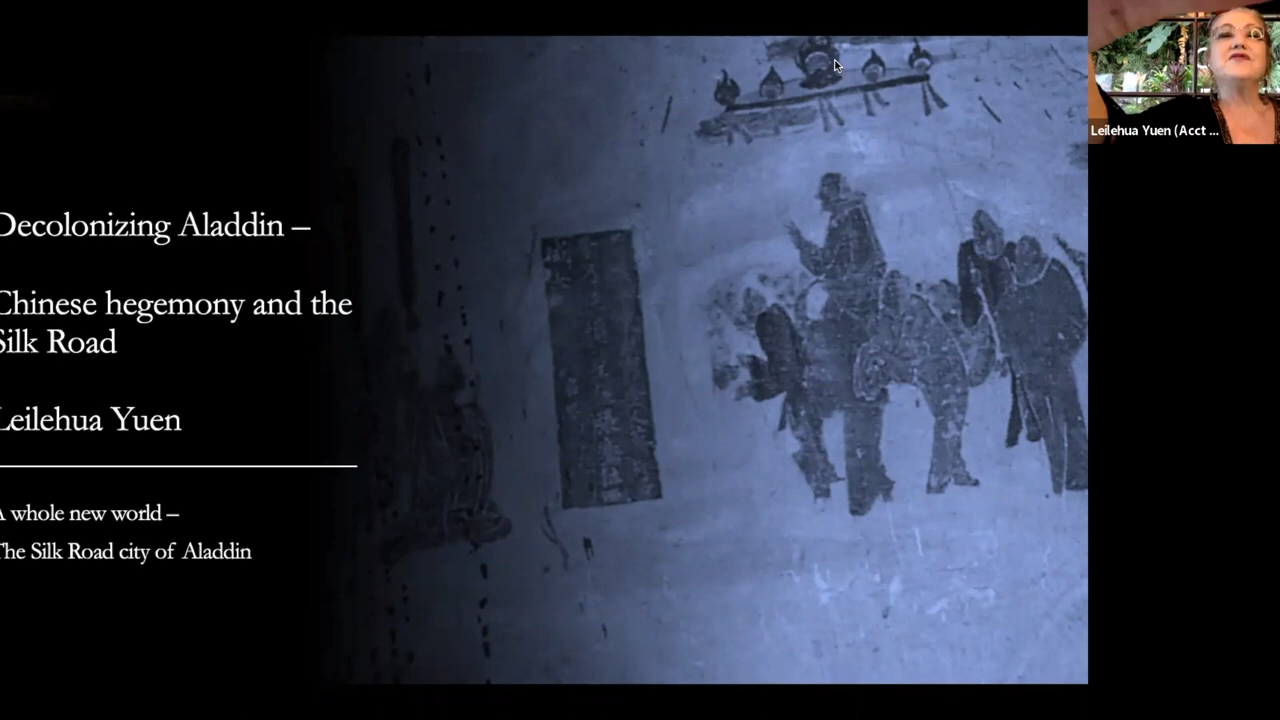 Decolonizing Aladdin –
Chinese hegemony and the
Silk Road
Leilehua Yuen
A whole new world –
The Silk Road city of Aladdin
Leilehua Yuen (Acct ...